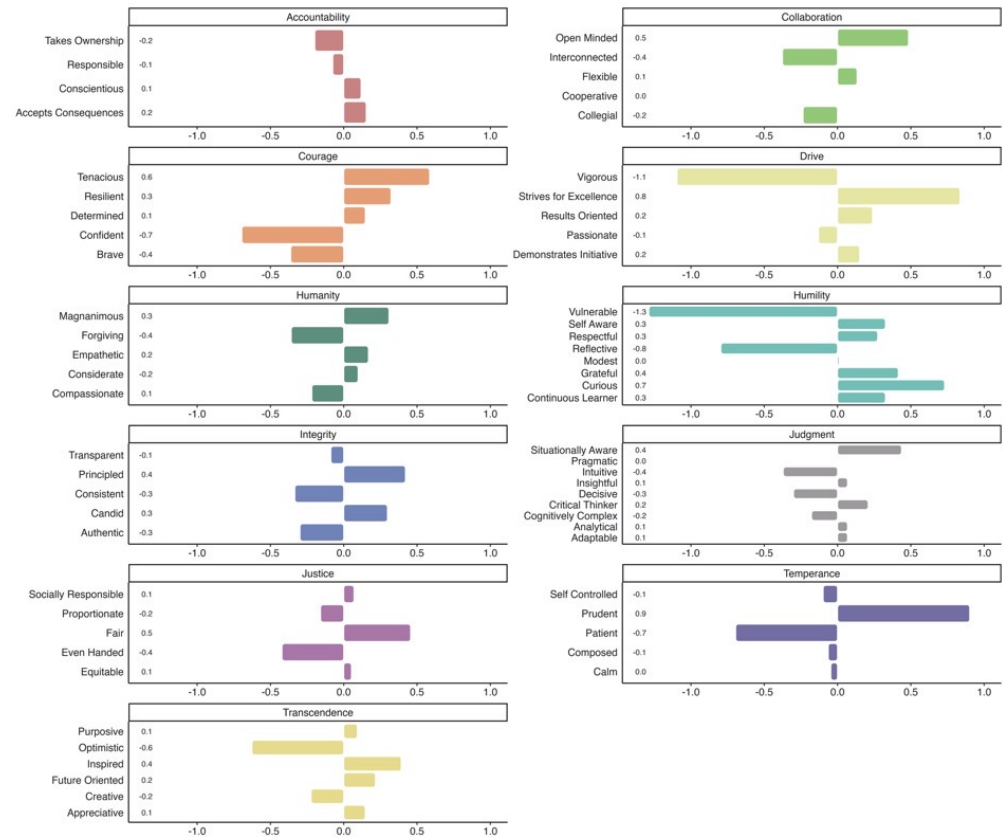 Accountability
Takes Ownership -0.2
Responsible -0.1
Conscientious 0.1
Accepts Consequences 0.2
-1.0 -0.5 0.0 0.5 1.0
Collaboration
Open Minded 0.5
Interconnected -0.4
Flexible 0.1
Cooperative 0.0
Collegial -0.2
-1.0 -0.5 0.0 0.5 1.0
Courage
Tenacious 0.6
Resilient 0.3
Determined 0.1
Confident -0.7
Brave -0.4
-1.0 -0.5 0.0 0.5 1.0
Drive
Vigorous -1.1
Strives for Excellence 0.8
Results Oriented 0.2
Passionate -0.1
Demonstrates Initiative 0.2
-1.0 -0.5 0.0 0.5 1.0
Humanity
Magnanimous 0.3
Forgiving -0.4
Empathetic 0.2
Considerate -0.2
Compassionate 0.1
-1.0 -0.5 0.0 0.5 1.0
Humility
Vulnerable -1.3
Self Aware 0.3
Respectful 0.3
Reflective -0.8
Modest 0.0
Grateful 0.4
Curious 0.7
Continuous Learner 0.3
-1.0 -0.5 0.0 0.5 1.0
Integrity
Transparent -0.1
Principled 0.4
Consistent -0.3
Candid 0.3
Authentic -0.3
-1.0 -0.5 0.0 0.5 1.0
Judgment
Situationally Aware 0.4
Pragmatic 0.0
Intuitive -0.4
Insightful 0.1
Decisive -0.3
Critical Thinker 0.2
Cognitively Complex -0.2
Analytical 0.1
Adaptable 0.1
-1.0 -0.5 0.0 0.5 1.0
Justice
Socially Responsible 0.1
Proportionate -0.2
Fair 0.5
Even Handed -0.4
Equitable 0.1
-1.0 -0.5 0.0 0.5 1.0
Temperance
Self Controlled -0.1
Prudent 0.9
Patient -0.7
Composed -0.1
Calm 0.0
-1.0 -0.5 0.0 0.5 1.0
Transcendence
Purposive 0.1
Optimistic -0.6
Inspired 0.4
Future Oriented 0.2
Creative -0.2
Appreciative 0.1
-1.0 -0.5 0.0 0.5 1.0